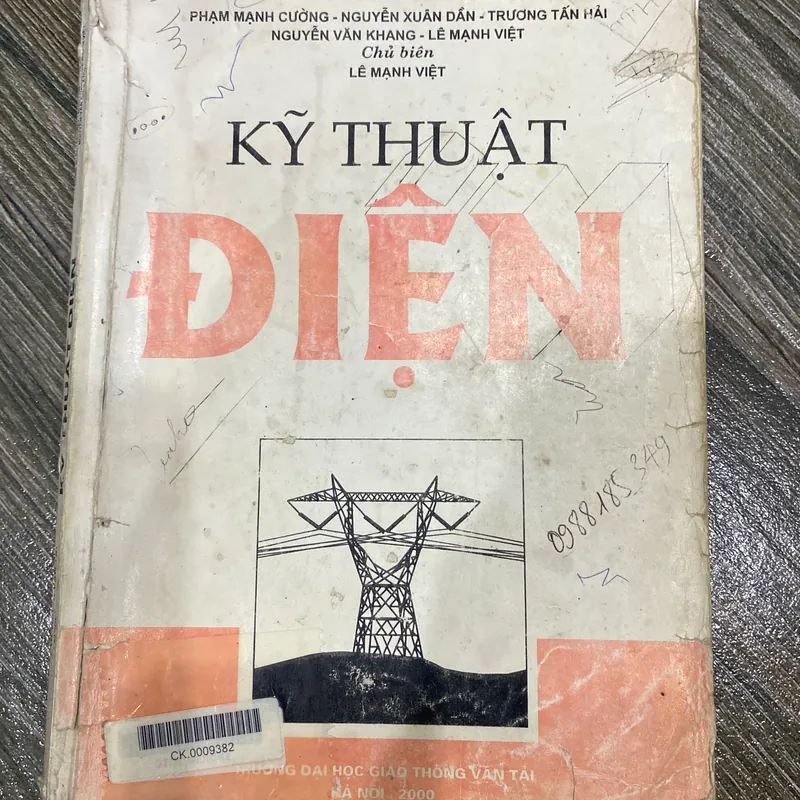 PHẠM MẠNH CƯỜNG - NGUYỄN XUÂN DẦN - TRƯƠNG TẤN HẢI
NGUYỄN VĂN KHANG - LÊ MẠNH VIỆT
Chủ biên
LÊ MẠNH VIỆT
KỸ THUẬT
ĐIỆN
0988185349
CK.0009382
TRƯỜNG ĐẠI HỌC GIAO THÔNG VẬN TẢI
HÀ NỘI 2000